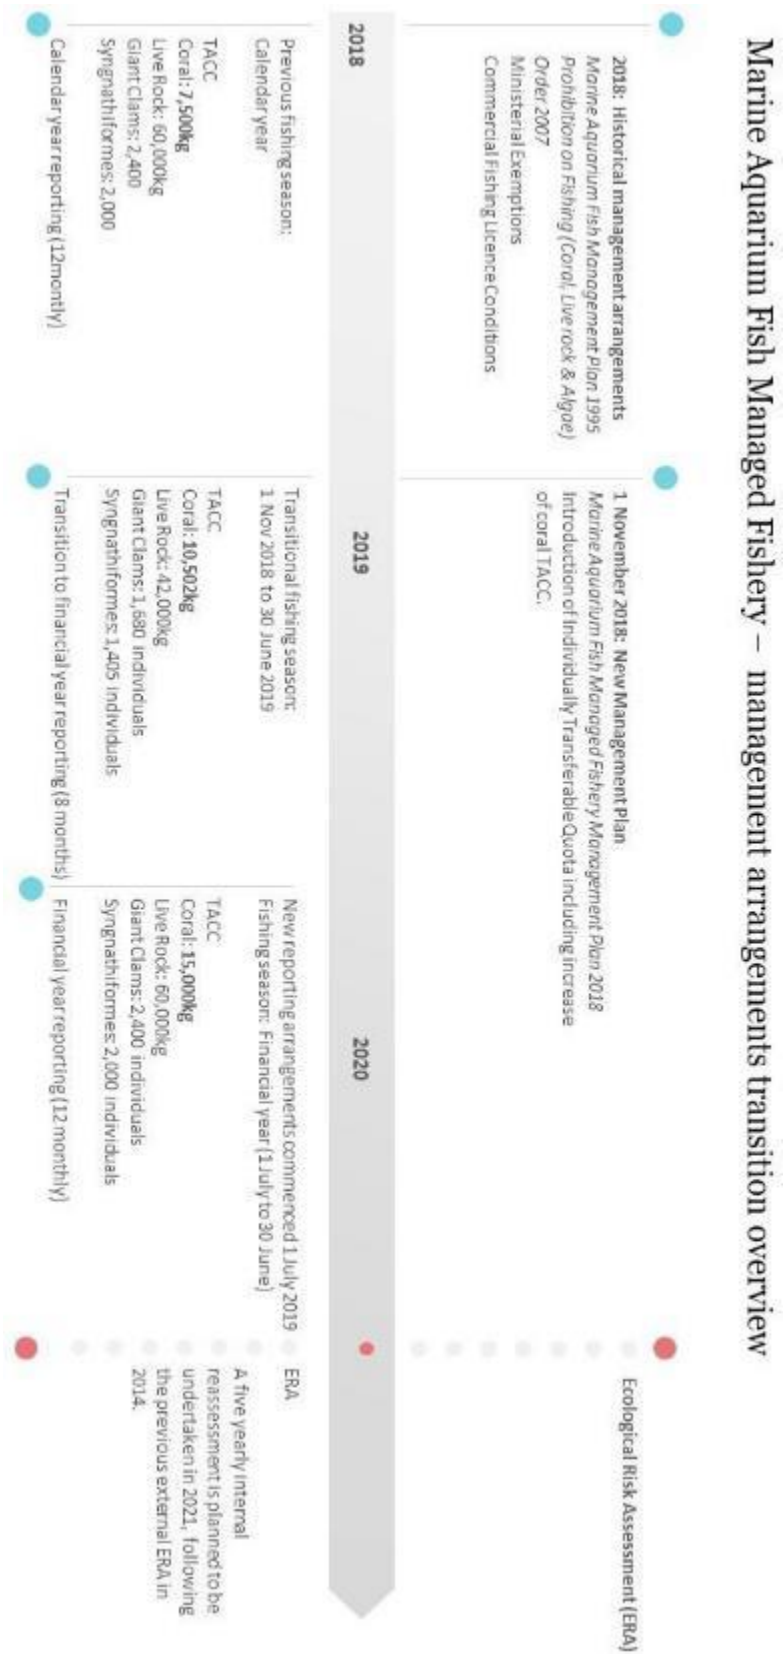 Marine Aquarium Fish Managed Fishery – management arrangements transition overview
2018: Historical management arrangements
Marine Aquarium Fish Management Plan 1995
Prohibition on Fishing (Coral, Live rock & Algae)
Order 2007
Ministerial Exemptions
Commercial Fishing Licence Conditions
1 November 2018: New Management Plan
Marine Aquarium Fish Managed Fishery Management Plan 2018
Introduction of Individually Transferable Quota including increase
of coral TACC.
Ecological Risk Assessment (ERA)
2018
2019
2020
Previous fishing season:
Calendar year
TACC
Coral: 7,500kg
Live Rock: 60,000kg
Giant Clams: 2,400
Syngnathiformes: 2,000
Calendar year reporting (12montly)
Transitional fishing season:
1 Nov 2018 to 30 June 2019
TACC
Coral: 10,502kg
Live Rock: 42,000kg
Giant Clams: 1,680 individuals
Syngnathiformes: 1,405 individuals
Transition to financial year reporting (8 months)
New reporting arrangements commenced 1 July 2019
Fishing season: Financial year (1 July to 30 June)
TACC
Coral: 15,000kg
Live Rock: 60,000kg
Giant Clams: 2,400 individuals
Syngnathiformes: 2,000 individuals
Financial year reporting (12 monthly)
ERA
A five yearly internal
reassessment is planned to be
undertaken in 2021, following
the previous external ERA in
2014.